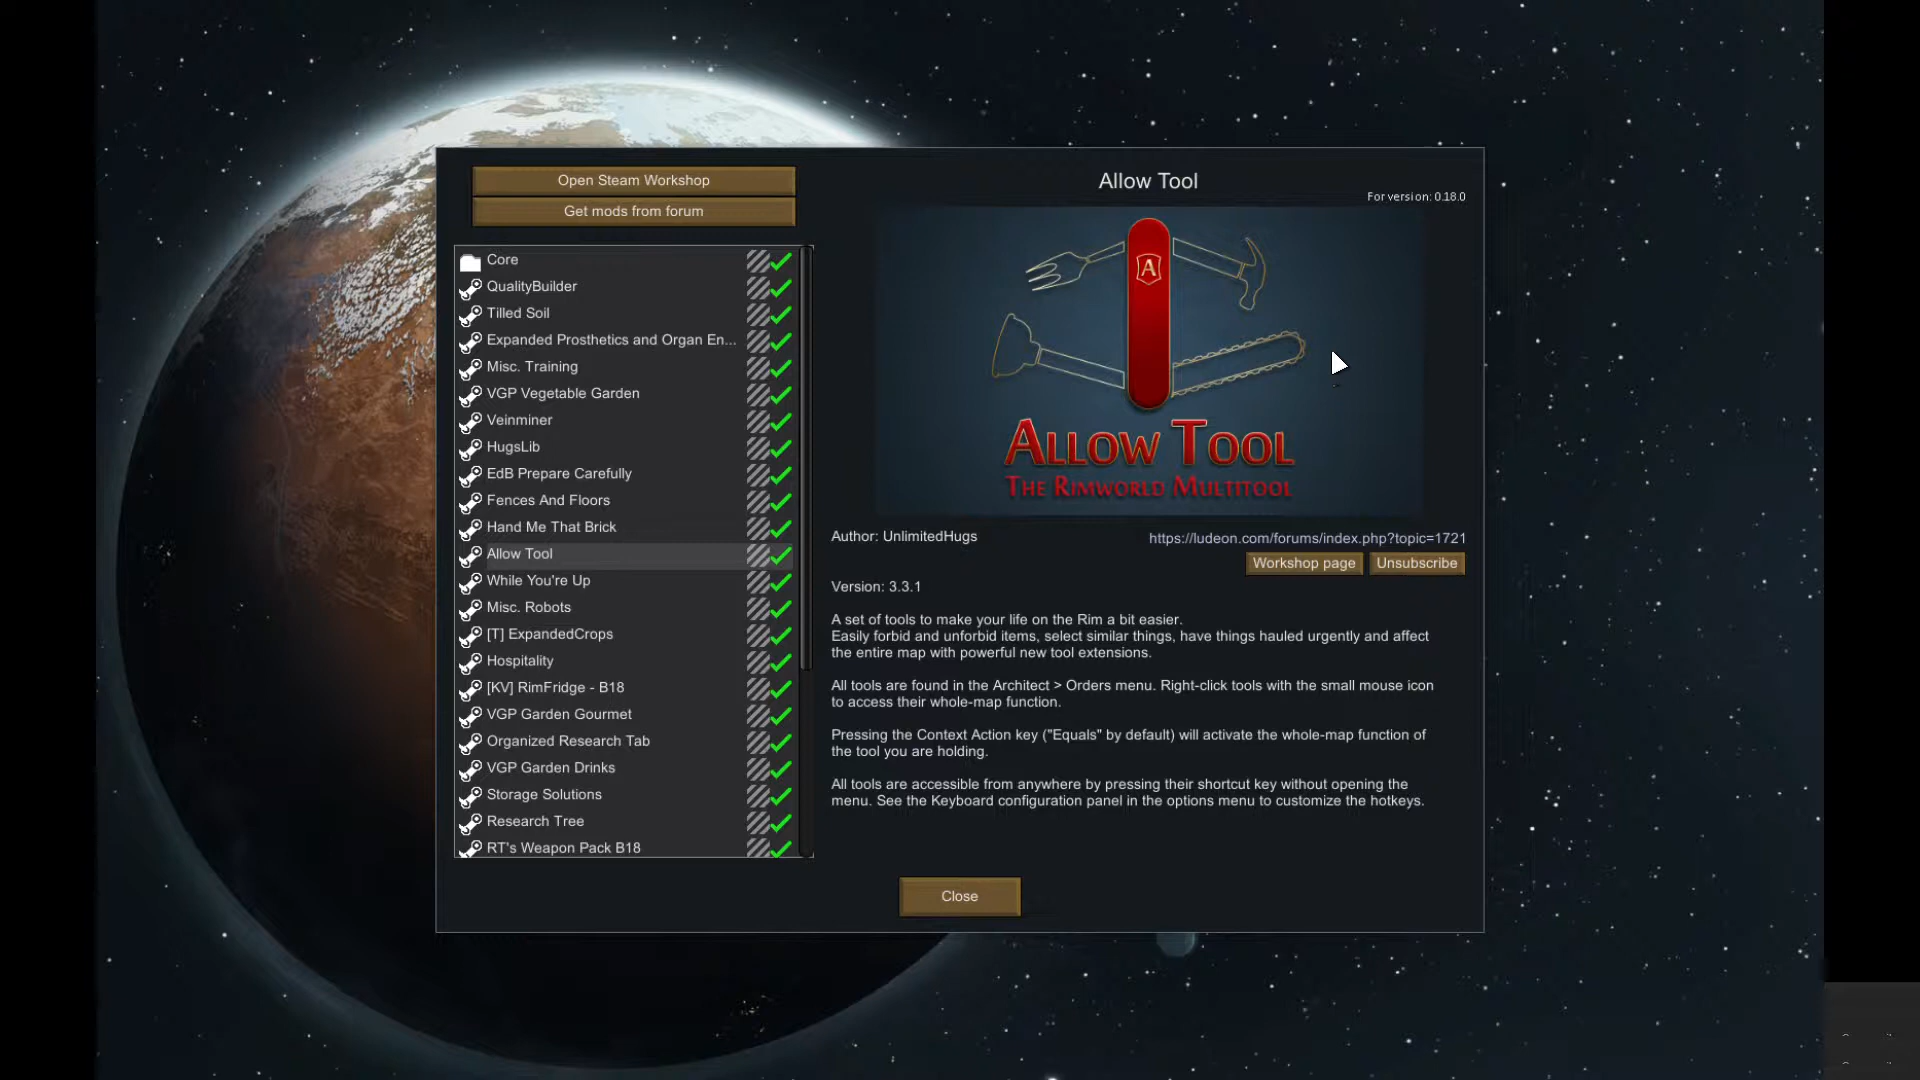 Open Steam Workshop
Get mods from forum
Core
QualityBuilder
Tilled Soil
Expanded Prosthetics and Organ En...
Misc. Training
VGP Vegetable Garden
Veinminer
HugsLib
EdB Prepare Carefully
Fences And Floors
Hand Me That Brick
Allow Tool
While You're Up
Misc. Robots
[T] ExpandedCrops
Hospitality
[KV] RimFridge - B18
VGP Garden Gourmet
Organized Research Tab
VGP Garden Drinks
Storage Solutions
Research Tree
RT's Weapon Pack B18
Allow Tool
For version: 0.18.0
A
ALLOW TOOL
THE RIMWORLD MULTITOOL
Author: UnlimitedHugs
https://ludeon.com/forums/index.php?topic=1721
Workshop page
Unsubscribe
Version: 3.3.1
A set of tools to make your life on the Rim a bit easier.
Easily forbid and unforbid items, select similar things, have things hauled urgently and affect
the entire map with powerful new tool extensions.
All tools are found in the Architect > Orders menu. Right-click tools with the small mouse icon
to access their whole-map function.
Pressing the Context Action key ("Equals" by default) will activate the whole-map function of
the tool you are holding.
All tools are accessible from anywhere by pressing their shortcut key without opening the
menu. See the Keyboard configuration panel in the options menu to customize the hotkeys.
Close